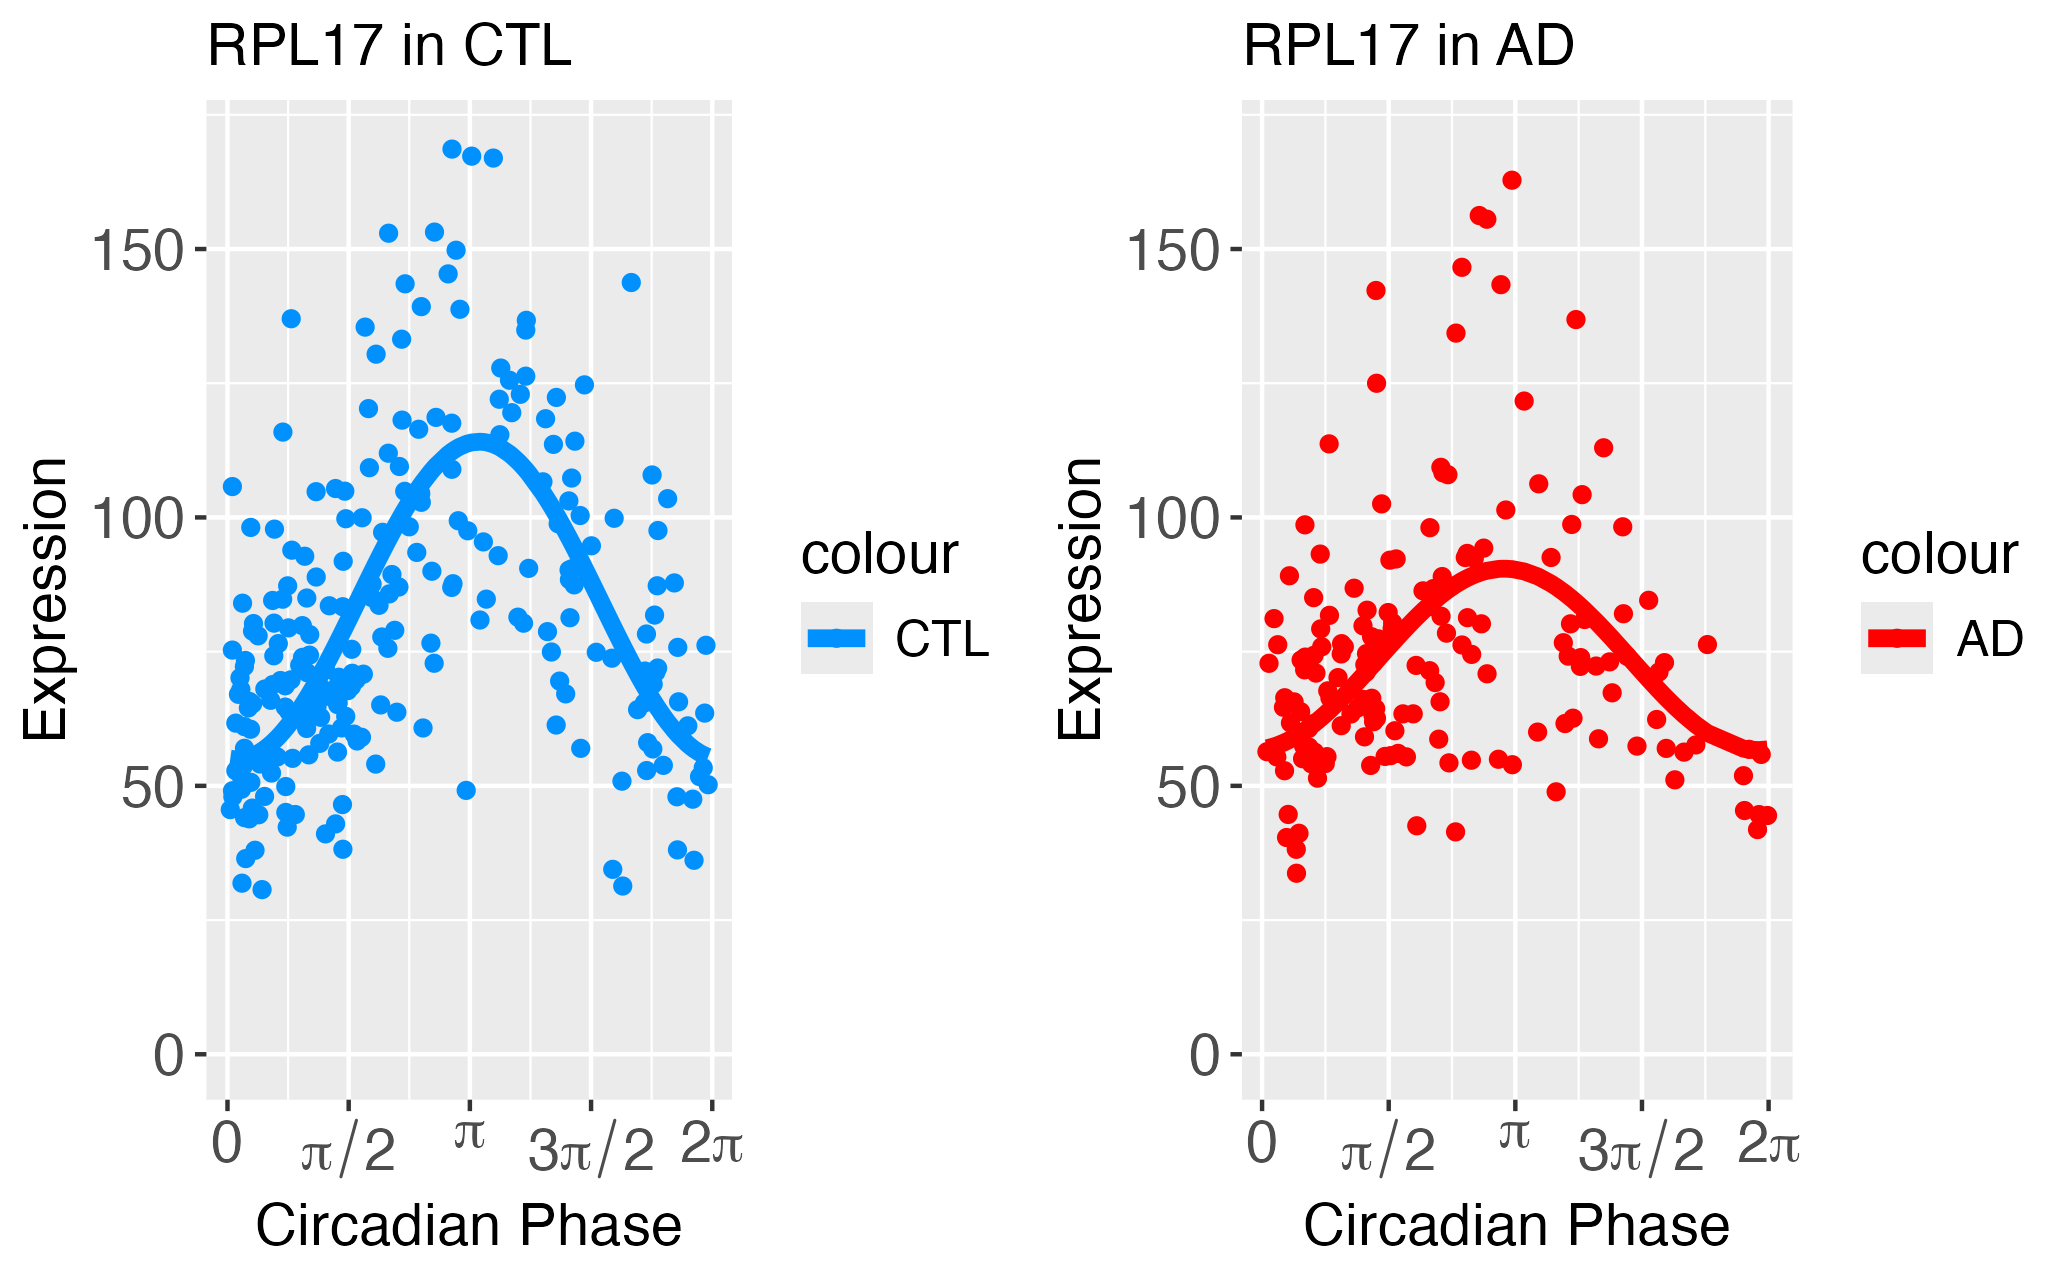 RPL17 in CTL
150
100
50
0
Expression
0 π/2 π 3π/2 2π
Circadian Phase
colour
CTL
RPL17 in AD
150
100
50
0
Expression
0 π/2 π 3π/2 2π
Circadian Phase
colour
AD